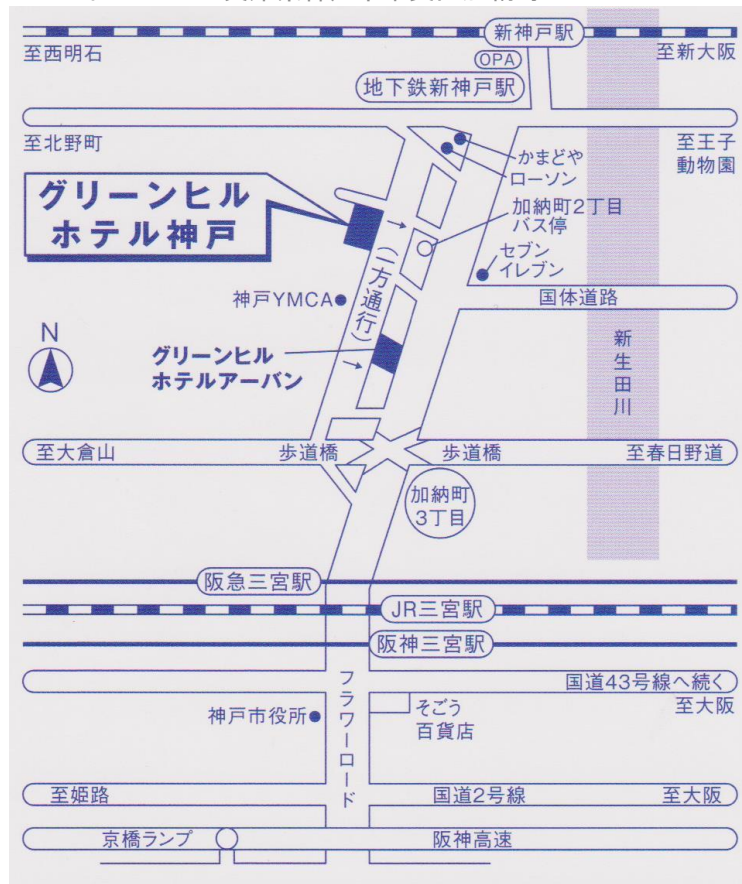 新神戸駅
至西明石
OPA
至新大阪
地下鉄新神戸駅
至北野町
至王子
動物園
かまどや
ローソン
グリーンヒル
ホテル神戸
加納町2丁目
バス停
セブン
イレブン
(一方通行)
→
神戸YMCA
国体道路
N
グリーンヒル
ホテルアーバン
→
新生田川
至大倉山
歩道橋
歩道橋
至春日野道
加納町
3丁目
阪急三宮駅
JR三宮駅
阪神三宮駅
フラワーロード
国道43号線へ続く
至大阪
神戸市役所
そごう
百貨店
至姫路
国道2号線
至大阪
京橋ランプ
阪神高速